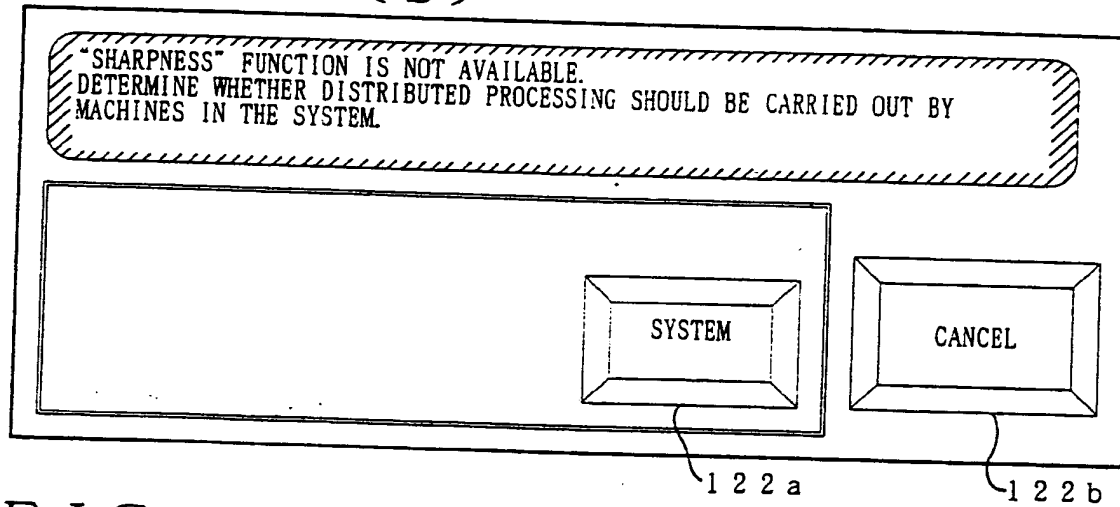 "SHARPNESS" FUNCTION IS NOT AVAILABLE.
DETERMINE WHETHER DISTRIBUTED PROCESSING SHOULD BE CARRIED OUT BY
MACHINES IN THE SYSTEM.
SYSTEM
CANCEL
122a
122b